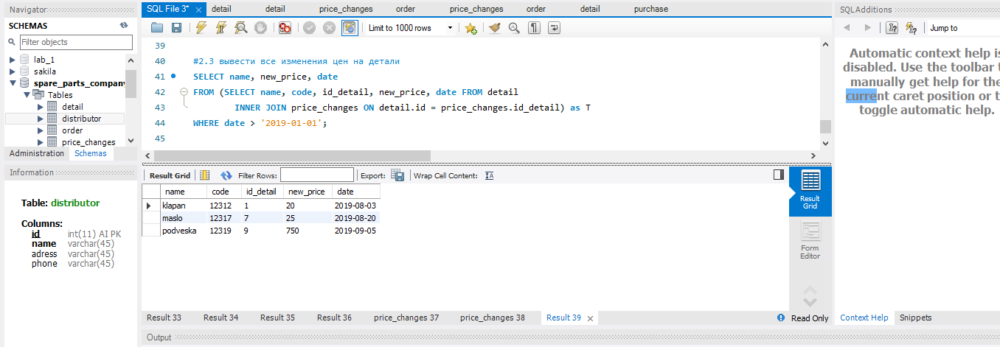 Navigator
SCHEMAS
Filter objects
lab_1
sakila
spare_parts_company
Tables
detail
distributor
order
price_changes
Administration Schemas
Information
Table: distributor
Columns:
id int(11) AI PK
name varchar(45)
adress varchar(45)
phone varchar(45)
SQL File 3* detail detail price_changes order price_changes order detail purchase
Limit to 1000 rows
39
40 #2.3 вывести все изменения цен на детали
41 SELECT name, new_price, date
42 FROM (SELECT name, code, id_detail, new_price, date FROM detail
43 INNER JOIN price_changes ON detail.id = price_changes.id_detail) as T
44 WHERE date > '2019-01-01';
45
Result Grid Filter Rows: Export: Wrap Cell Content:
name code id_detail new_price date
klapan 12312 1 20 2019-08-03
maslo 12317 7 25 2019-08-20
podveska 12319 9 750 2019-09-05
Result
Grid
Form
Editor
Result 33 Result 34 Result 35 Result 36 price_changes 37 price_changes 38 Result 39 Read Only
Output
SQLAdditions
Jump to
Automatic context help is
disabled. Use the toolbar t
manually get help for the
current caret position or t
toggle automatic help.
Context Help Snippets